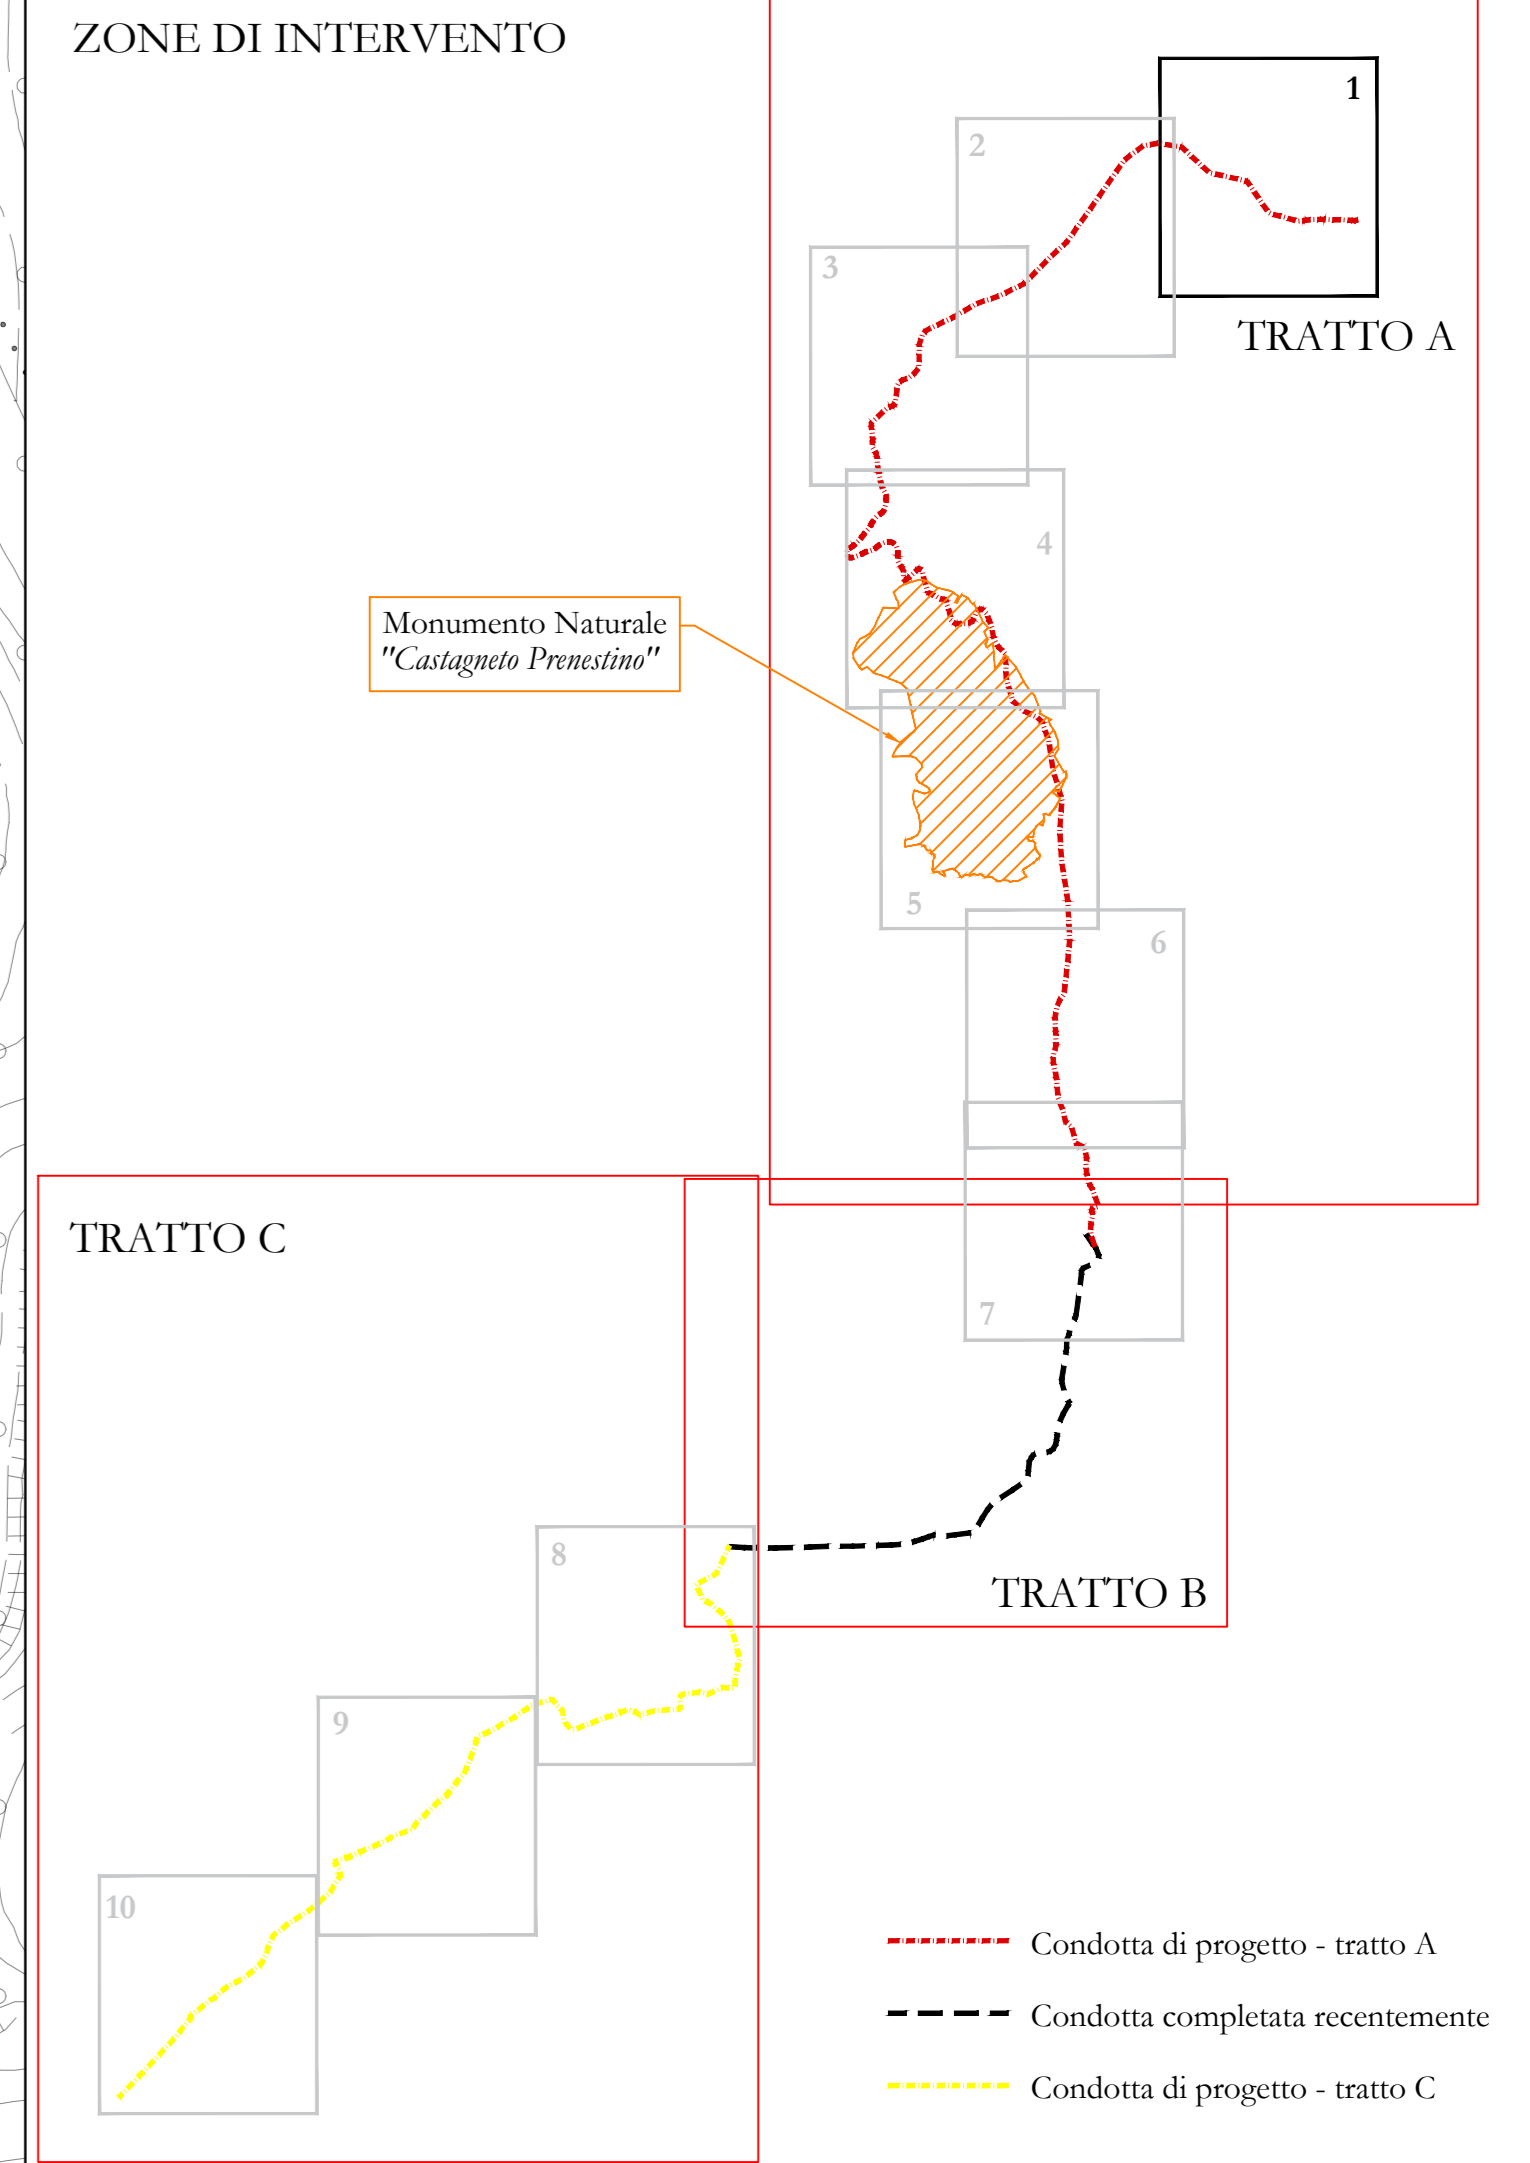 ZONE DI INTERVENTO
1
2
3
TRATTO A
4
Monumento Naturale
"Castagneto Prenestino"
5
6
TRATTO C
7
8
TRATTO B
9
10
Condotta di progetto - tratto A
Condotta completata recentemente
Condotta di progetto - tratto C